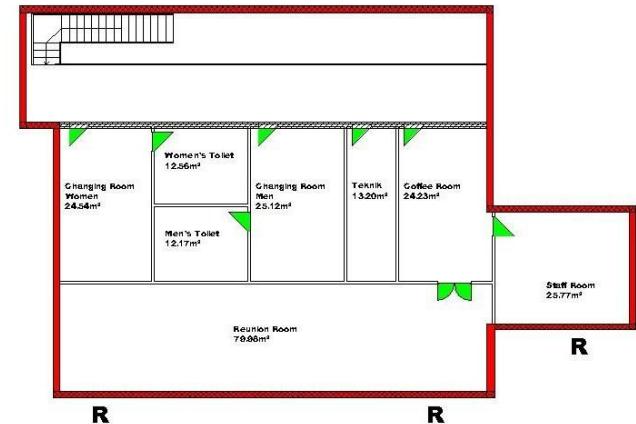 Women's Toilet
12.56m²
Changing Room
Women
24.54m²
Changing Room
Men
25.12m²
Teknik
13.20m²
Coffee Room
24.23m²
Men's Toilet
12.17m²
Staff Room
25.77m²
Reunion Room
79.98m²
R
R
R